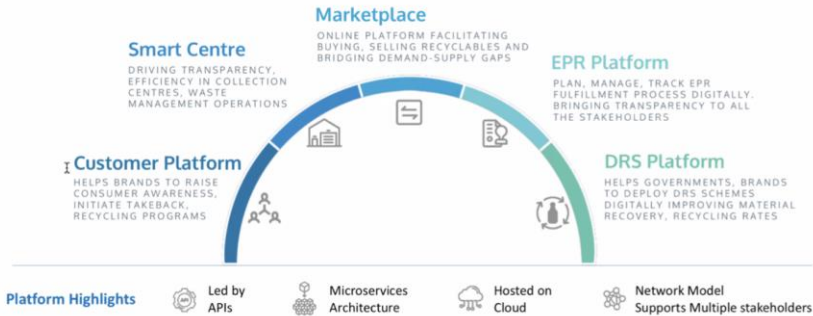 Marketplace
ONLINE PLATFORM FACILITATING
BUYING, SELLING RECYCLABLES AND
BRIDGING DEMAND-SUPPLY GAPS
Smart Centre
DRIVING TRANSPARENCY,
EFFICIENCY IN COLLECTION
CENTRES, WASTE
MANAGEMENT OPERATIONS
EPR Platform
PLAN, MANAGE, TRACK EPR
FULFILLMENT PROCESS DIGITALLY.
BRINGING TRANSPARENCY TO ALL
THE STAKEHOLDERS
Customer Platform
HELPS BRANDS TO RAISE
CONSUMER AWARENESS,
INITIATE TAKEBACK,
RECYCLING PROGRAMS
DRS Platform
HELPS GOVERNMENTS, BRANDS
TO DEPLOY DRS SCHEMES
DIGITALLY IMPROVING MATERIAL
RECOVERY, RECYCLING RATES
Platform Highlights
API
Led by
APIs
Microservices
Architecture
Hosted on
Cloud
Network Model
Supports Multiple stakeholders